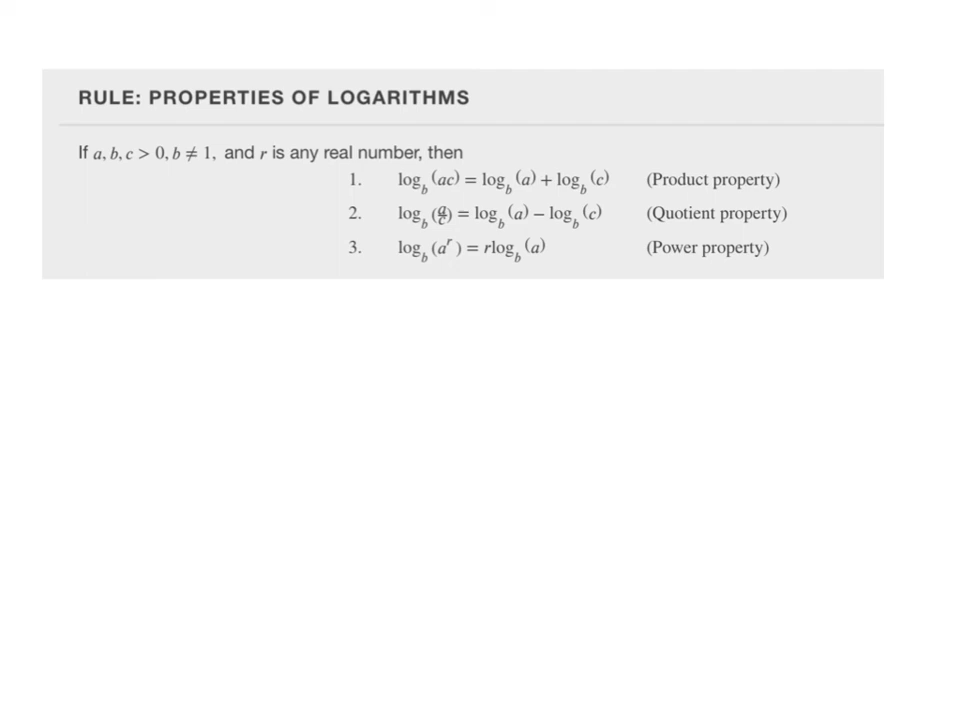 RULE: PROPERTIES OF LOGARITHMS
If a, b, c > 0, b ≠ 1, and r is any real number, then
1. log_b (ac) = log_b (a) + log_b (c) (Product property)
2. log_b (a/c) = log_b (a) − log_b (c) (Quotient property)
3. log_b (a^r) = rlog_b (a) (Power property)